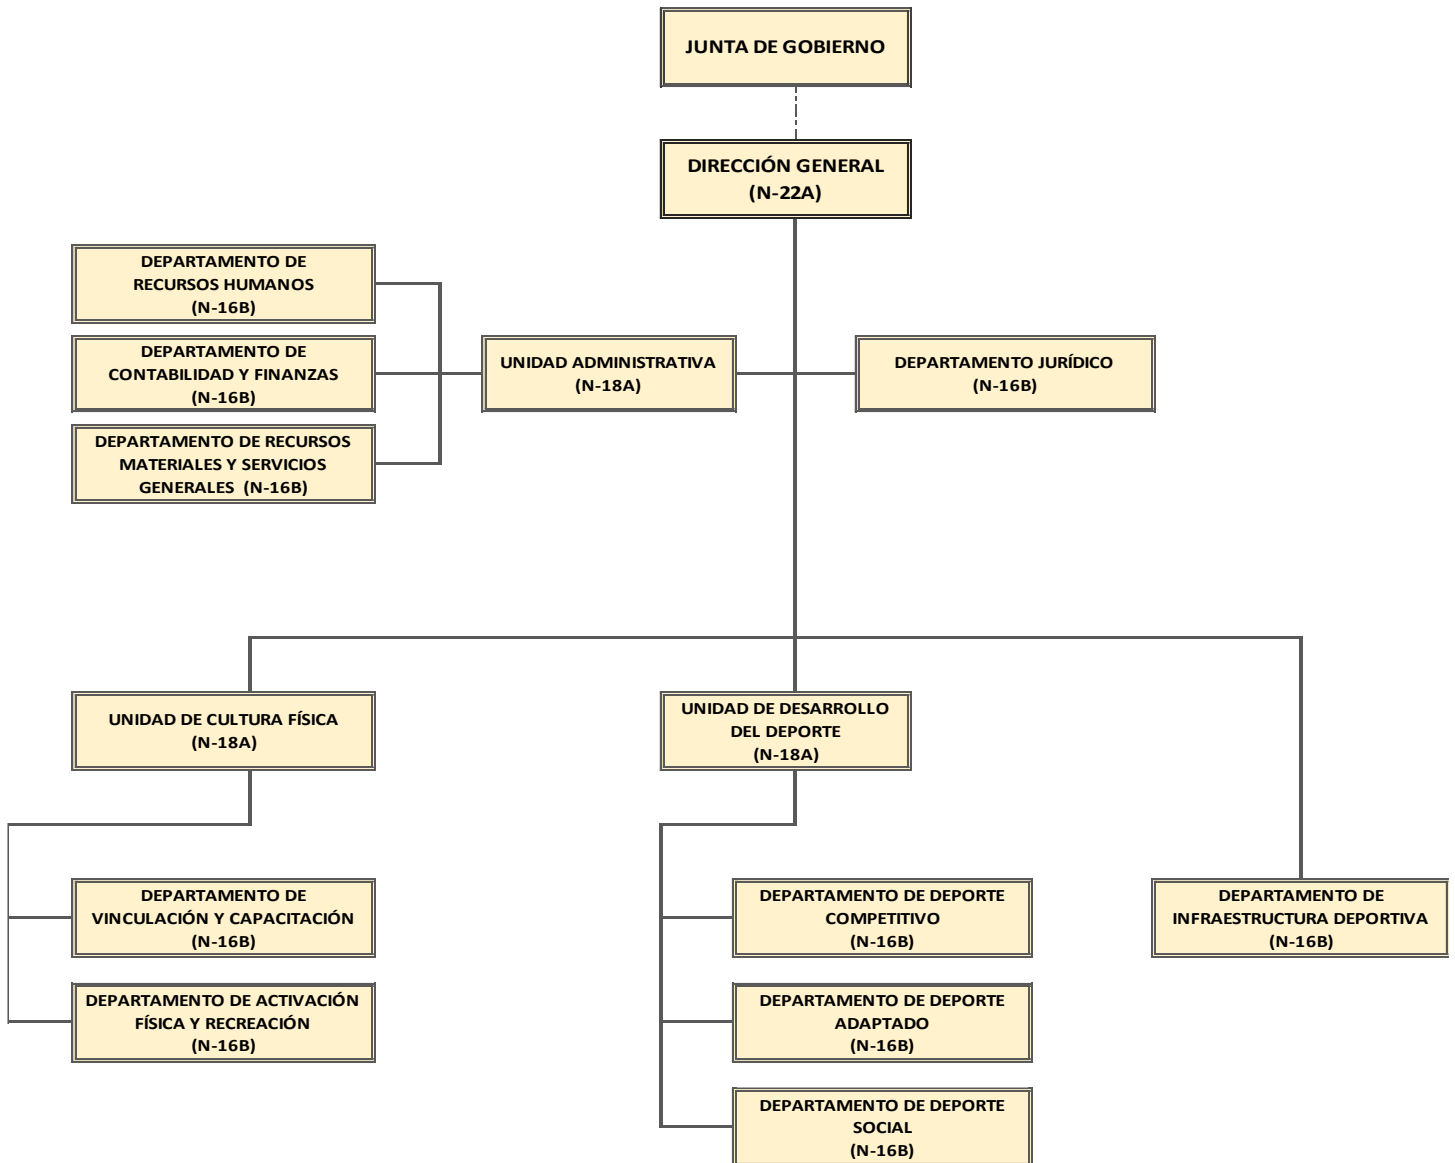 JUNTA DE GOBIERNO
DIRECCIÓN GENERAL
(N-22A)
DEPARTAMENTO DE
RECURSOS HUMANOS
(N-16B)
DEPARTAMENTO DE
CONTABILIDAD Y FINANZAS
(N-16B)
DEPARTAMENTO DE RECURSOS
MATERIALES Y SERVICIOS
GENERALES (N-16B)
UNIDAD ADMINISTRATIVA
(N-18A)
DEPARTAMENTO JURÍDICO
(N-16B)
UNIDAD DE CULTURA FÍSICA
(N-18A)
UNIDAD DE DESARROLLO
DEL DEPORTE
(N-18A)
DEPARTAMENTO DE
VINCULACIÓN Y CAPACITACIÓN
(N-16B)
DEPARTAMENTO DE ACTIVACIÓN
FÍSICA Y RECREACIÓN
(N-16B)
DEPARTAMENTO DE DEPORTE
COMPETITIVO
(N-16B)
DEPARTAMENTO DE DEPORTE
ADAPTADO
(N-16B)
DEPARTAMENTO DE DEPORTE
SOCIAL
(N-16B)
DEPARTAMENTO DE
INFRAESTRUCTURA DEPORTIVA
(N-16B)